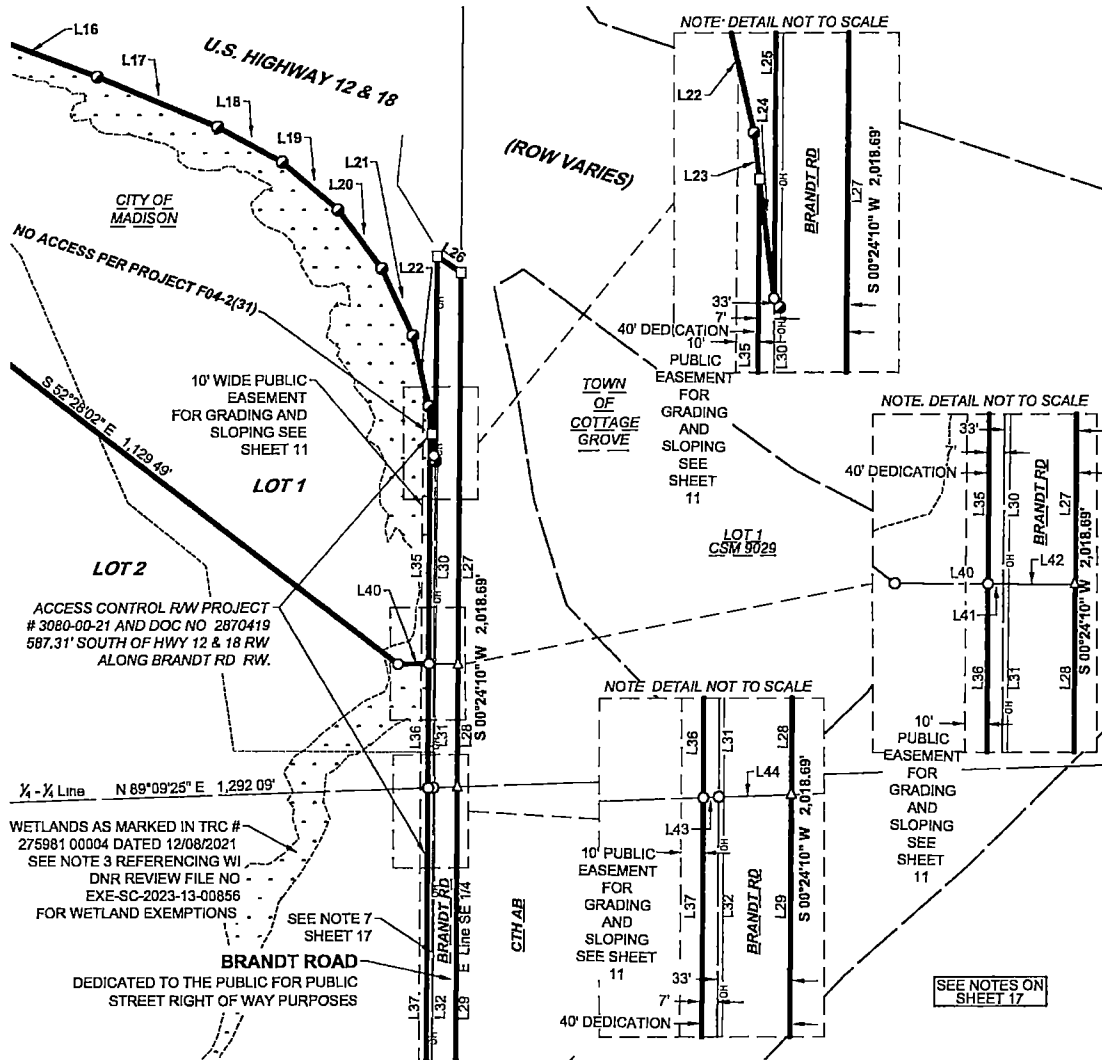 L16
L17
L18
L19
L20
L21
L22
L26
U.S. HIGHWAY 12 & 18
(ROW VARIES)
CITY OF
MADISON
NO ACCESS PER PROJECT F04-2(31)
10' WIDE PUBLIC
EASEMENT
FOR GRADING AND
SLOPING SEE
SHEET 11
S 52°28'02" E 1,129 49'
LOT 1
LOT 2
ACCESS CONTROL R/W PROJECT
# 3080-00-21 AND DOC NO 2870419
587.31' SOUTH OF HWY 12 & 18 RW
ALONG BRANDT RD RW.
L35
L30
L27
L40
S 00°24'10" W 2,018.69'
L36
L31
L28
¼ - ¼ Line N 89°09'25" E 1,292 09'
WETLANDS AS MARKED IN TRC #
275981 00004 DATED 12/08/2021
SEE NOTE 3 REFERENCING WI
DNR REVIEW FILE NO
EXE-SC-2023-13-00856
FOR WETLAND EXEMPTIONS
SEE NOTE 7
SHEET 17
BRANDT ROAD
DEDICATED TO THE PUBLIC FOR PUBLIC
STREET RIGHT OF WAY PURPOSES
BRANDT RD
E Line SE 1/4
CTH AB
L37
L32
L29
OH
TOWN
OF
COTTAGE
GROVE
LOT 1
CSM 9029
NOTE: DETAIL NOT TO SCALE
L22
L25
L24
L23
OH
BRANDT RD
L27
S 00°24'10" W 2,018.69'
33'
7'
40' DEDICATION
10'
L35
L30
OH
PUBLIC
EASEMENT
FOR
GRADING
AND
SLOPING
SEE
SHEET
11
NOTE. DETAIL NOT TO SCALE
33'
7'
40' DEDICATION
L35
L30
BRANDT RD
L27
OH
L40
L42
L41
S 00°24'10" W 2,018.69'
L36
L31
L28
OH
10'
PUBLIC
EASEMENT
FOR
GRADING
AND
SLOPING
SEE
SHEET
11
NOTE DETAIL NOT TO SCALE
L36
L31
L28
OH
L44
L43
S 00°24'10" W 2,018.69'
10' PUBLIC
EASEMENT
FOR
GRADING
AND
SLOPING
SEE SHEET
11
L37
L32
BRANDT RD
L29
OH
33'
7'
40' DEDICATION
OH
SEE NOTES ON
SHEET 17